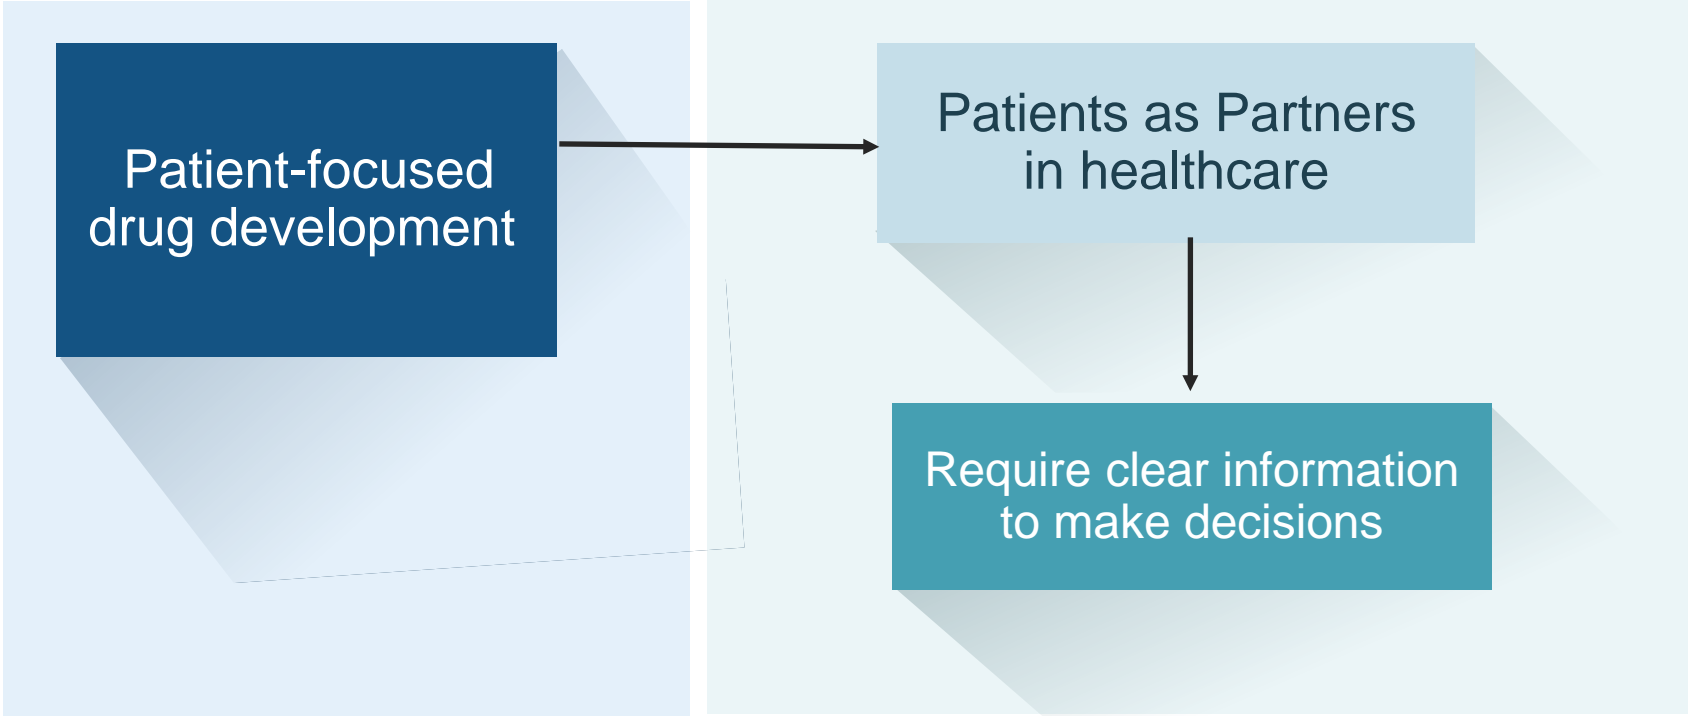 Patient-focused
drug development
Patients as Partners
in healthcare
Require clear information
to make decisions